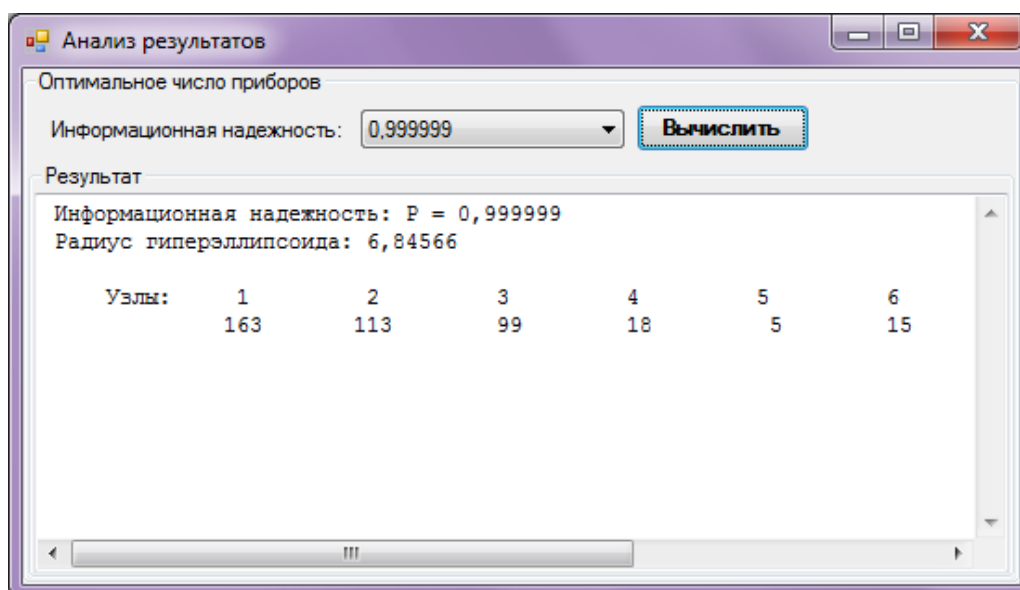 Анализ результатов
Оптимальное число приборов
Информационная надежность: 0,999999 Вычислить
Результат
Информационная надежность: P = 0,999999
Радиус гиперэллипсоида: 6,84566
Узлы: 1 2 3 4 5 6
163 113 99 18 5 15